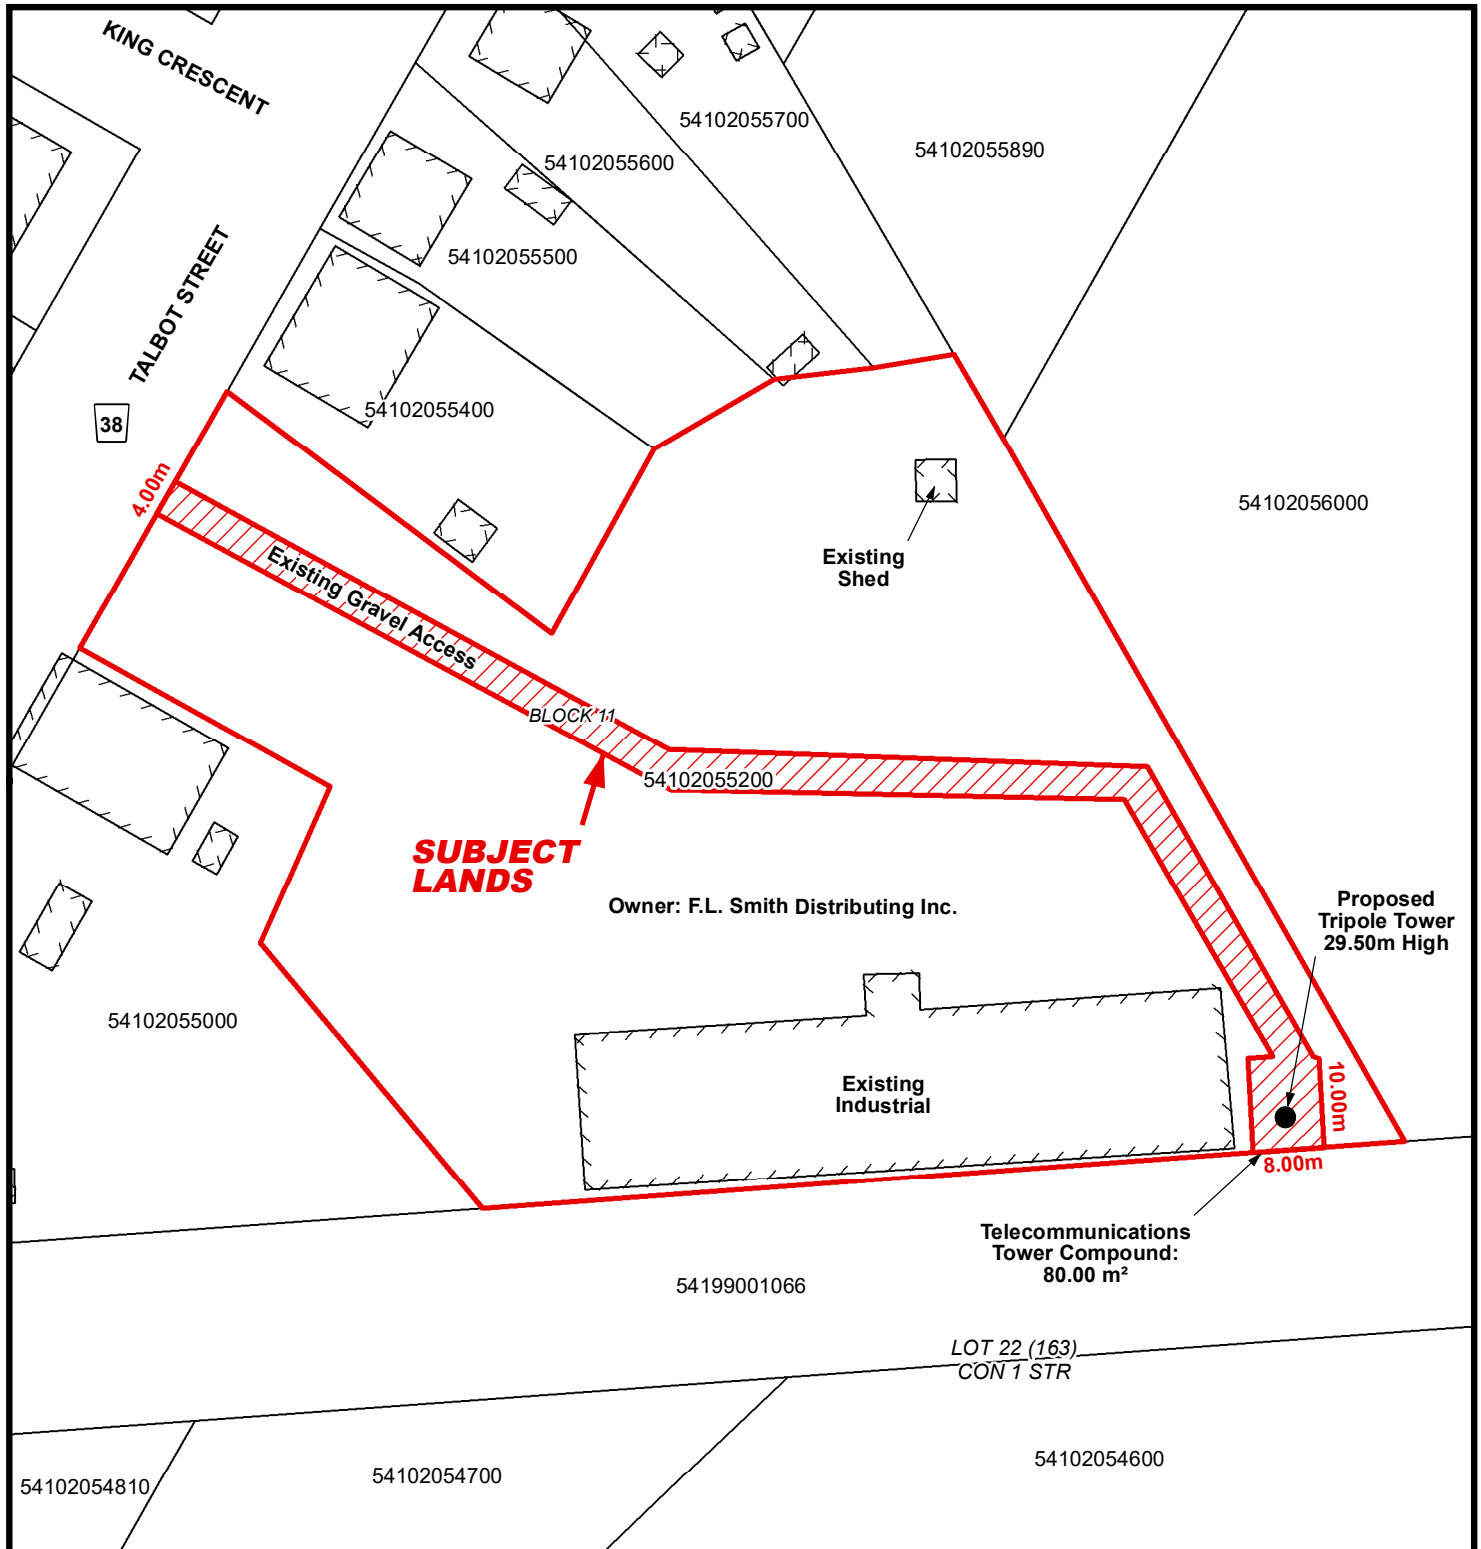 KING CRESCENT
54102055700
54102055890
54102055600
54102055500
TALBOT STREET
54102055400
38
4.00m
54102056000
Existing
Shed
Existing Gravel Access
BLOCK 11
54102055200
SUBJECT
LANDS
Owner: F.L. Smith Distributing Inc.
Proposed
Tripole Tower
29.50m High
54102055000
Existing
Industrial
10.00m
8.00m
Telecommunications
Tower Compound:
80.00 m²
54199001066
LOT 22 (163)
CON 1 STR
54102054600
54102054700
54102054810